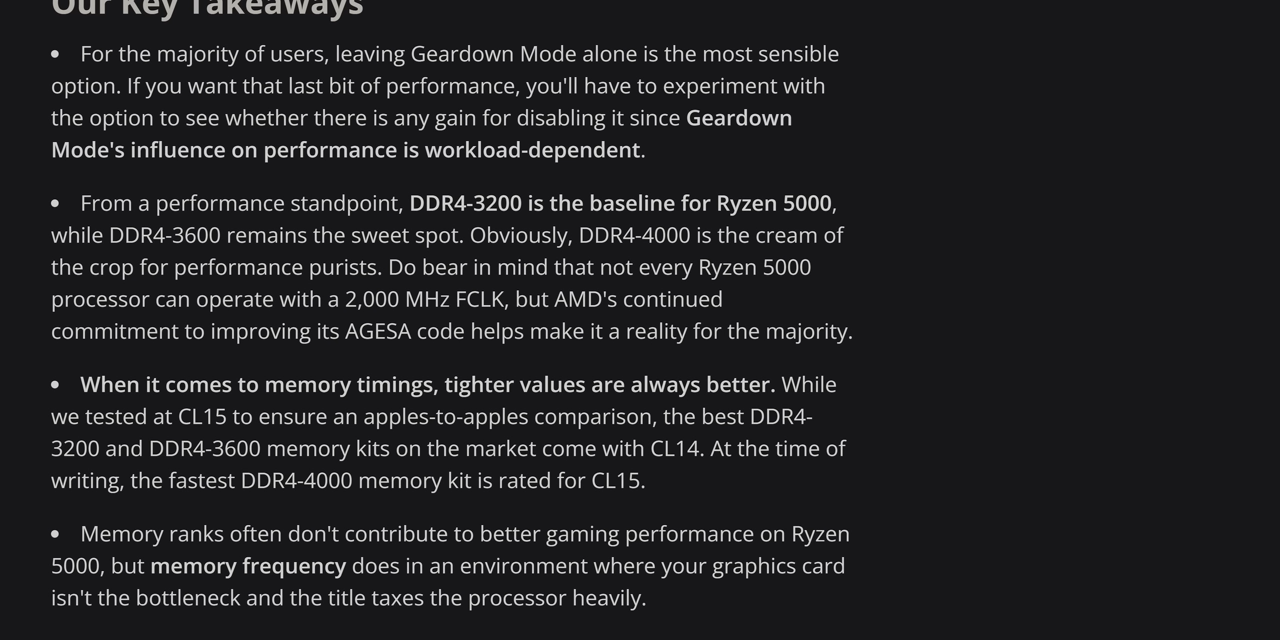 Our Key Takeaways
• For the majority of users, leaving Geardown Mode alone is the most sensible
option. If you want that last bit of performance, you'll have to experiment with
the option to see whether there is any gain for disabling it since Geardown
Mode's influence on performance is workload-dependent.
• From a performance standpoint, DDR4-3200 is the baseline for Ryzen 5000,
while DDR4-3600 remains the sweet spot. Obviously, DDR4-4000 is the cream of
the crop for performance purists. Do bear in mind that not every Ryzen 5000
processor can operate with a 2,000 MHz FCLK, but AMD's continued
commitment to improving its AGESA code helps make it a reality for the majority.
• When it comes to memory timings, tighter values are always better. While
we tested at CL15 to ensure an apples-to-apples comparison, the best DDR4-
3200 and DDR4-3600 memory kits on the market come with CL14. At the time of
writing, the fastest DDR4-4000 memory kit is rated for CL15.
• Memory ranks often don't contribute to better gaming performance on Ryzen
5000, but memory frequency does in an environment where your graphics card
isn't the bottleneck and the title taxes the processor heavily.